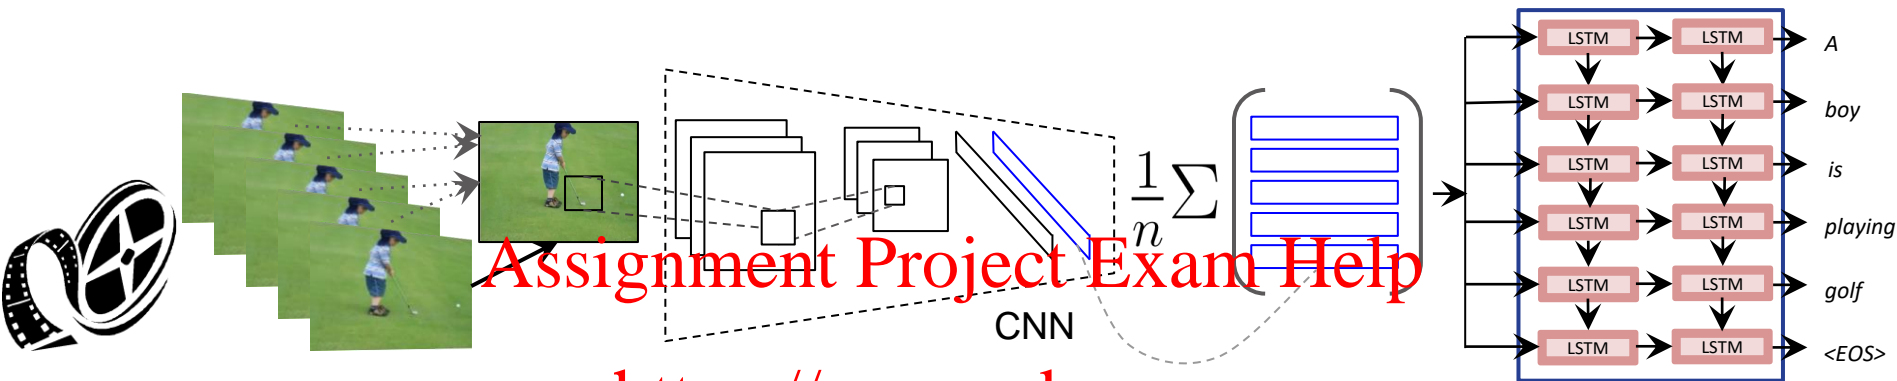 LSTM LSTM A
LSTM LSTM boy
LSTM LSTM is
LSTM LSTM playing
LSTM LSTM golf
LSTM LSTM <EOS>
1
n
∑
Assignment Project Exam Help
CNN